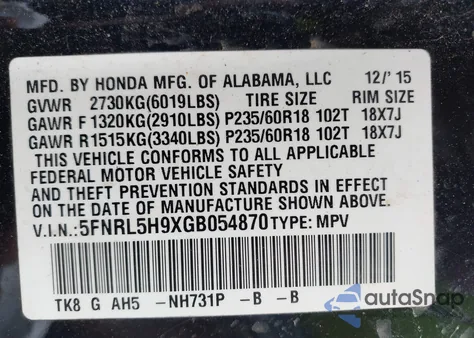 MFD. BY HONDA MFG. OF ALABAMA, LLC 12/'15
GVWR 2730KG(6019LBS) TIRE SIZE RIM SIZE
GAWR F 1320KG(2910LBS) P235/60R18 102T 18X7J
GAWR R1515KG(3340LBS) P235/60R18 102T 18X7J
THIS VEHICLE CONFORMS TO ALL APPLICABLE
FEDERAL MOTOR VEHICLE SAFETY
AND THEFT PREVENTION STANDARDS IN EFFECT
ON THE DATE OF MANUFACTURE SHOWN ABOVE.
V.I.N.:5FNRL5H9XGB054870TYPE: MPV
TK8 G AH5 -NH731P -B -B
autoSnap